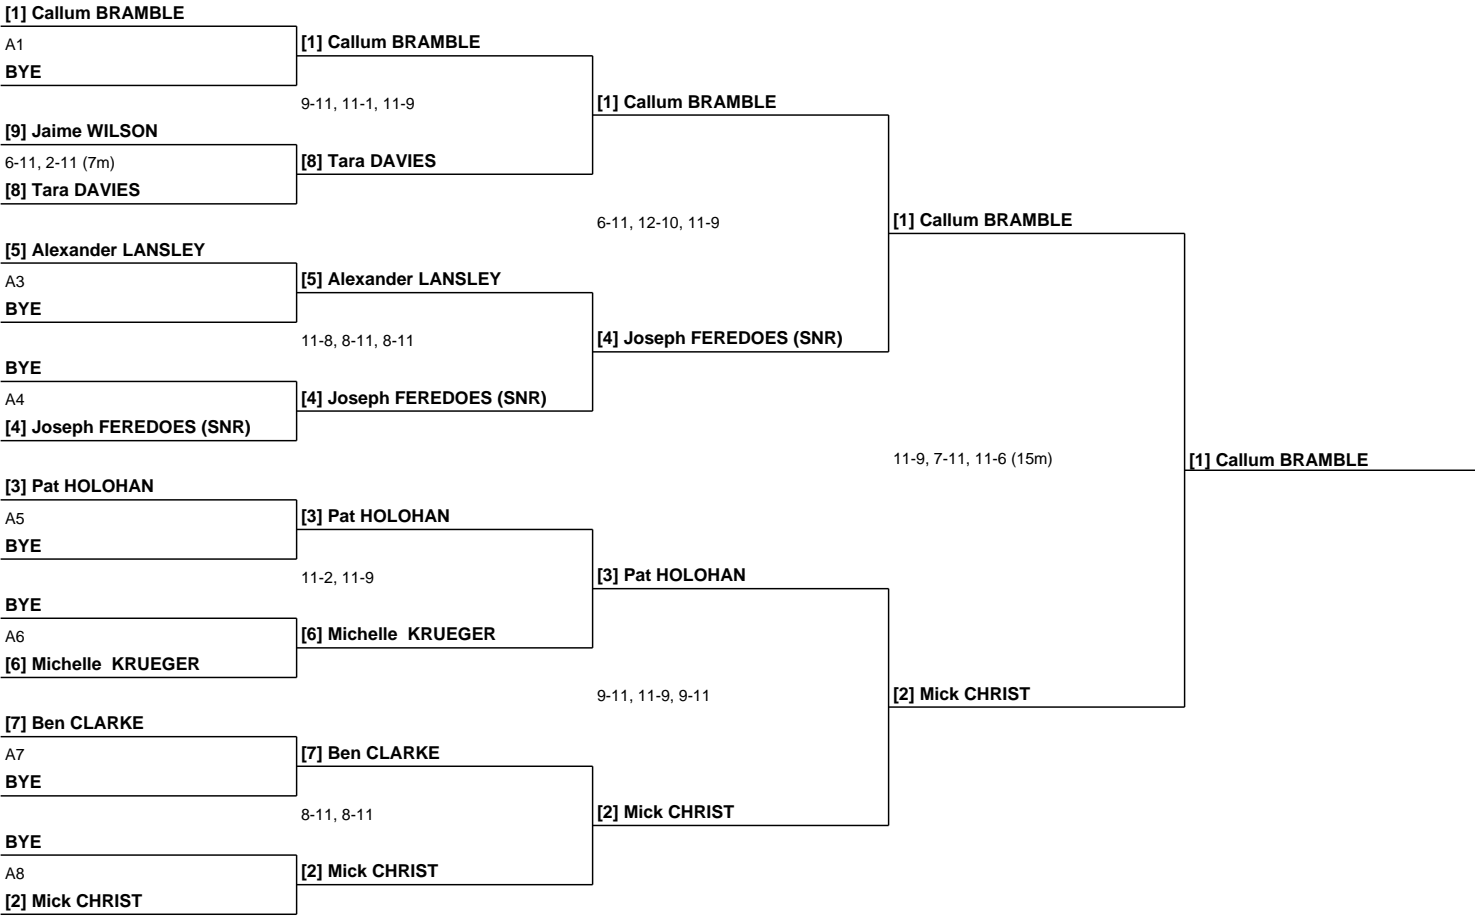 [1] Callum BRAMBLE
A1
BYE
[9] Jaime WILSON
6-11, 2-11 (7m)
[8] Tara DAVIES
[5] Alexander LANSLEY
A3
BYE
BYE
A4
[4] Joseph FEREDOES (SNR)
[3] Pat HOLOHAN
A5
BYE
BYE
A6
[6] Michelle  KRUEGER
[7] Ben CLARKE
A7
BYE
BYE
A8
[2] Mick CHRIST
[1] Callum BRAMBLE
9-11, 11-1, 11-9
[8] Tara DAVIES
[5] Alexander LANSLEY
11-8, 8-11, 8-11
[4] Joseph FEREDOES (SNR)
[3] Pat HOLOHAN
11-2, 11-9
[6] Michelle  KRUEGER
[7] Ben CLARKE
8-11, 8-11
[2] Mick CHRIST
[1] Callum BRAMBLE
6-11, 12-10, 11-9
[4] Joseph FEREDOES (SNR)
[3] Pat HOLOHAN
9-11, 11-9, 9-11
[2] Mick CHRIST
[1] Callum BRAMBLE
11-9, 7-11, 11-6 (15m)
[2] Mick CHRIST
[1] Callum BRAMBLE